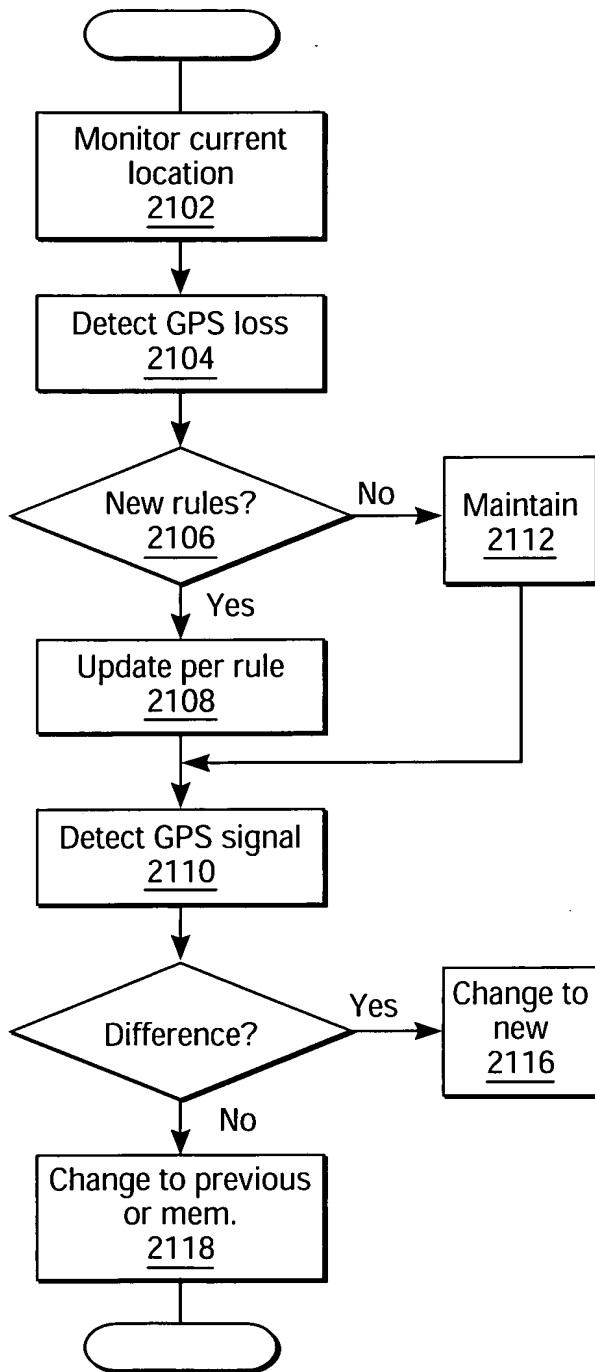 Monitor current
location
2102
Detect GPS loss
2104
New rules?
2106
No
Maintain
2112
Yes
Update per rule
2108
Detect GPS signal
2110
Difference?
Yes
Change to
new
2116
No
Change to previous
or mem.
2118